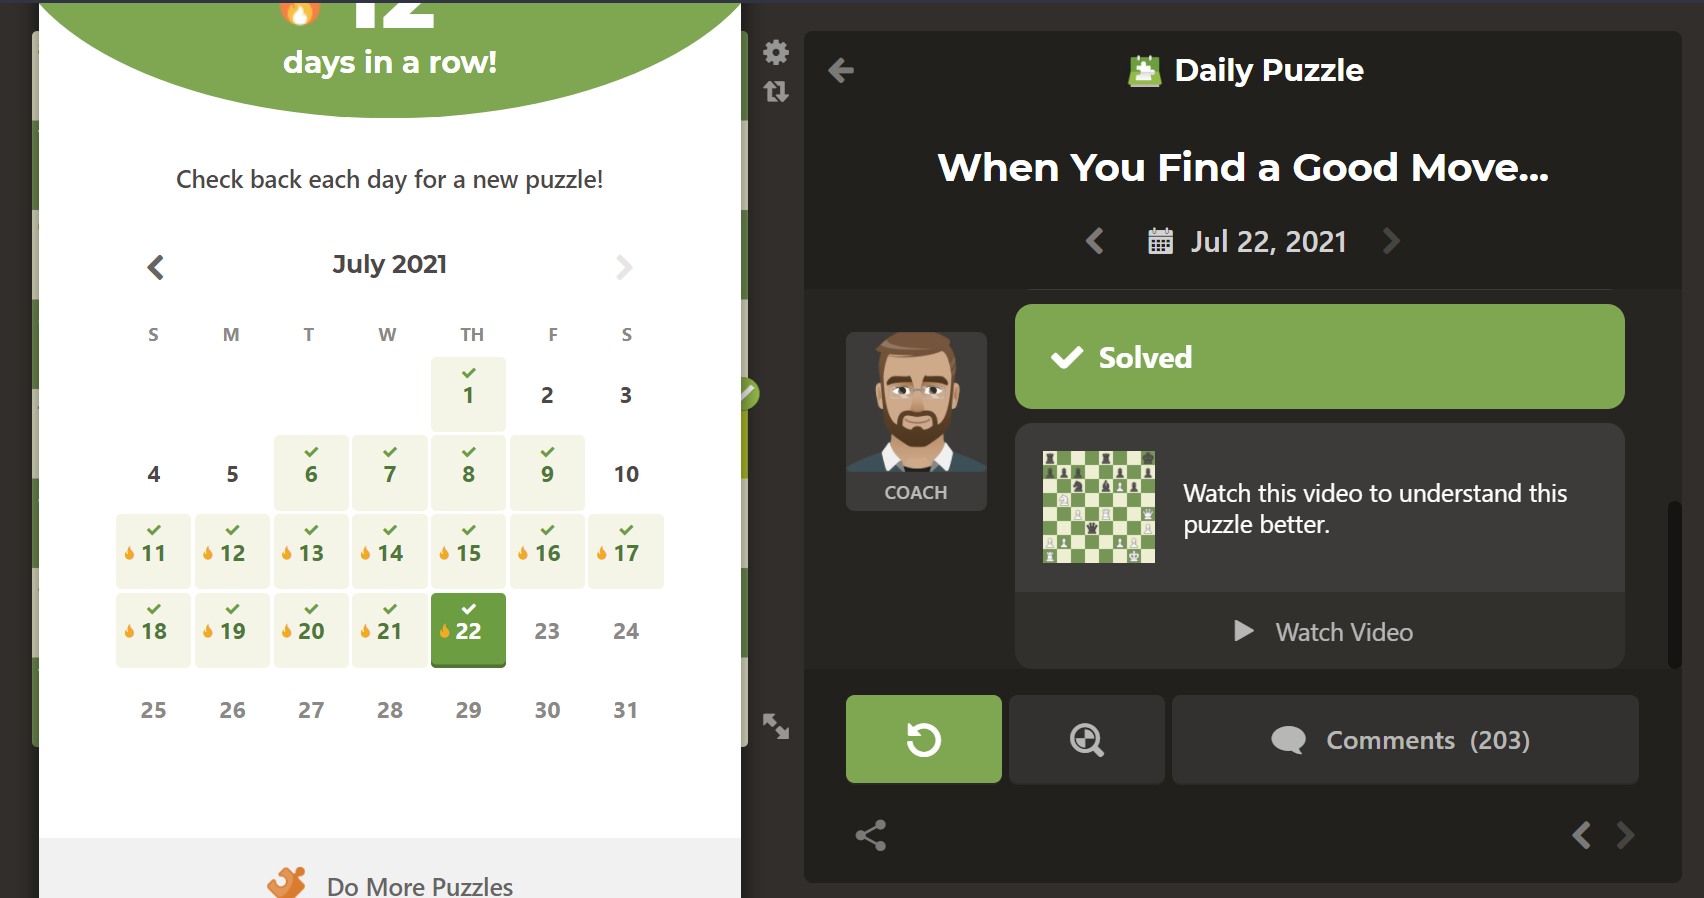 12
days in a row!
Check back each day for a new puzzle!
July 2021
S M T W TH F S
1 2 3
4 5 6 7 8 9 10
11 12 13 14 15 16 17
18 19 20 21 22 23 24
25 26 27 28 29 30 31
Do More Puzzles
Daily Puzzle
When You Find a Good Move...
Jul 22, 2021
COACH
Solved
Watch this video to understand this
puzzle better.
Watch Video
Comments (203)